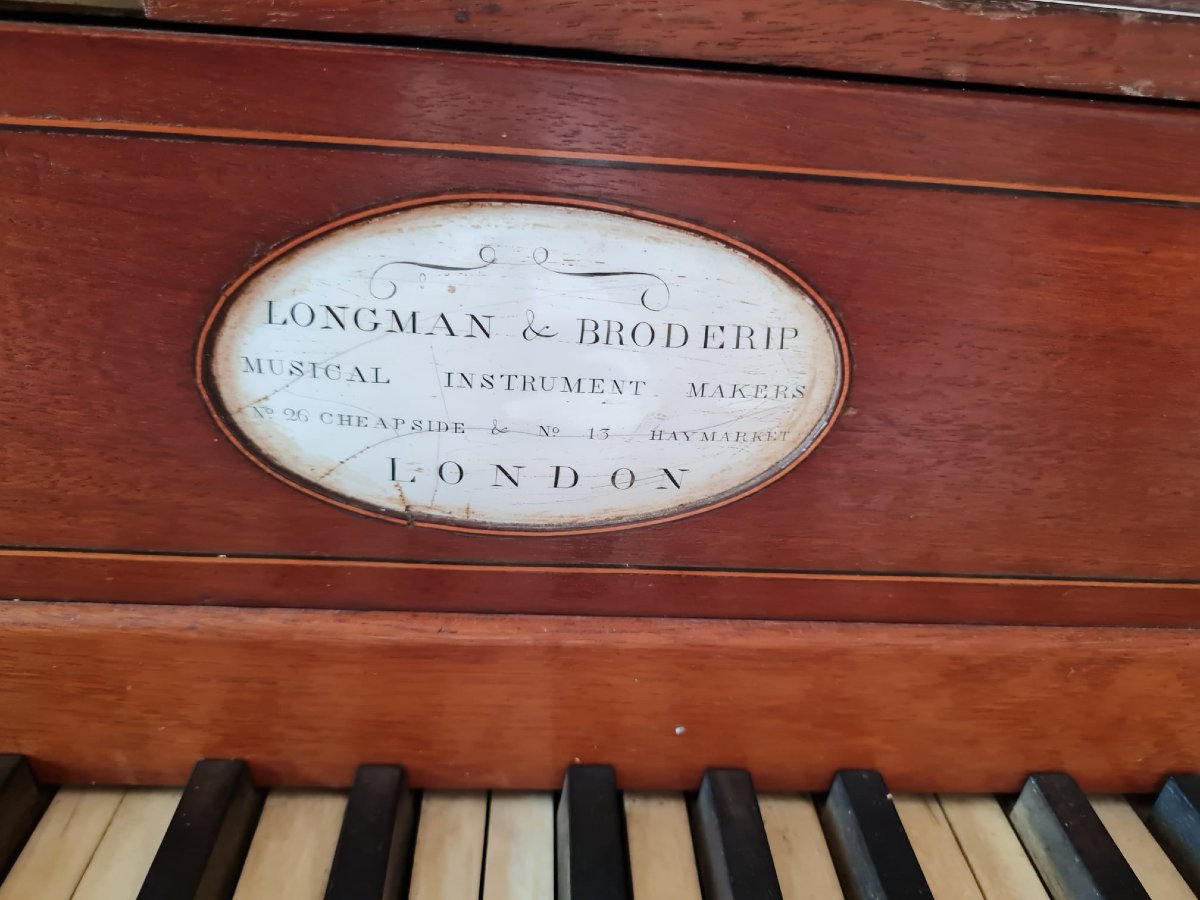 LONGMAN & BRODERIP
MUSICAL INSTRUMENT MAKERS
No 26 CHEAPSIDE & No 13 HAYMARKET
LONDON